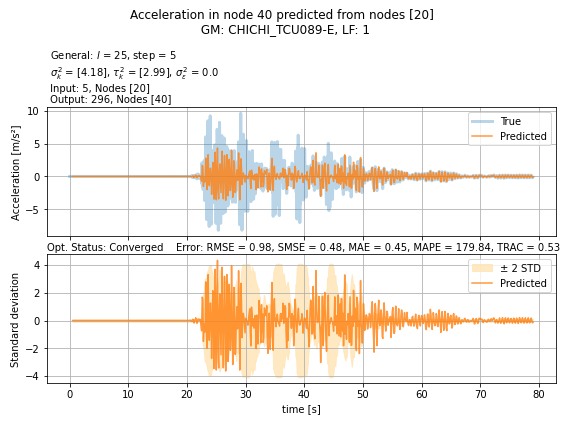 Acceleration in node 40 predicted from nodes [20]
GM: CHICHI_TCU089-E, LF: 1
General: l = 25, step = 5
σ²ₖ = [4.18], τ²ₖ = [2.99], σ²ε = 0.0
Input: 5, Nodes [20]
Output: 296, Nodes [40]
Acceleration [m/s²]
10
5
0
−5
True
Predicted
Opt. Status: Converged Error: RMSE = 0.98, SMSE = 0.48, MAE = 0.45, MAPE = 179.84, TRAC = 0.53
Standard deviation
4
2
0
−2
−4
± 2 STD
Predicted
0 10 20 30 40 50 60 70 80
time [s]